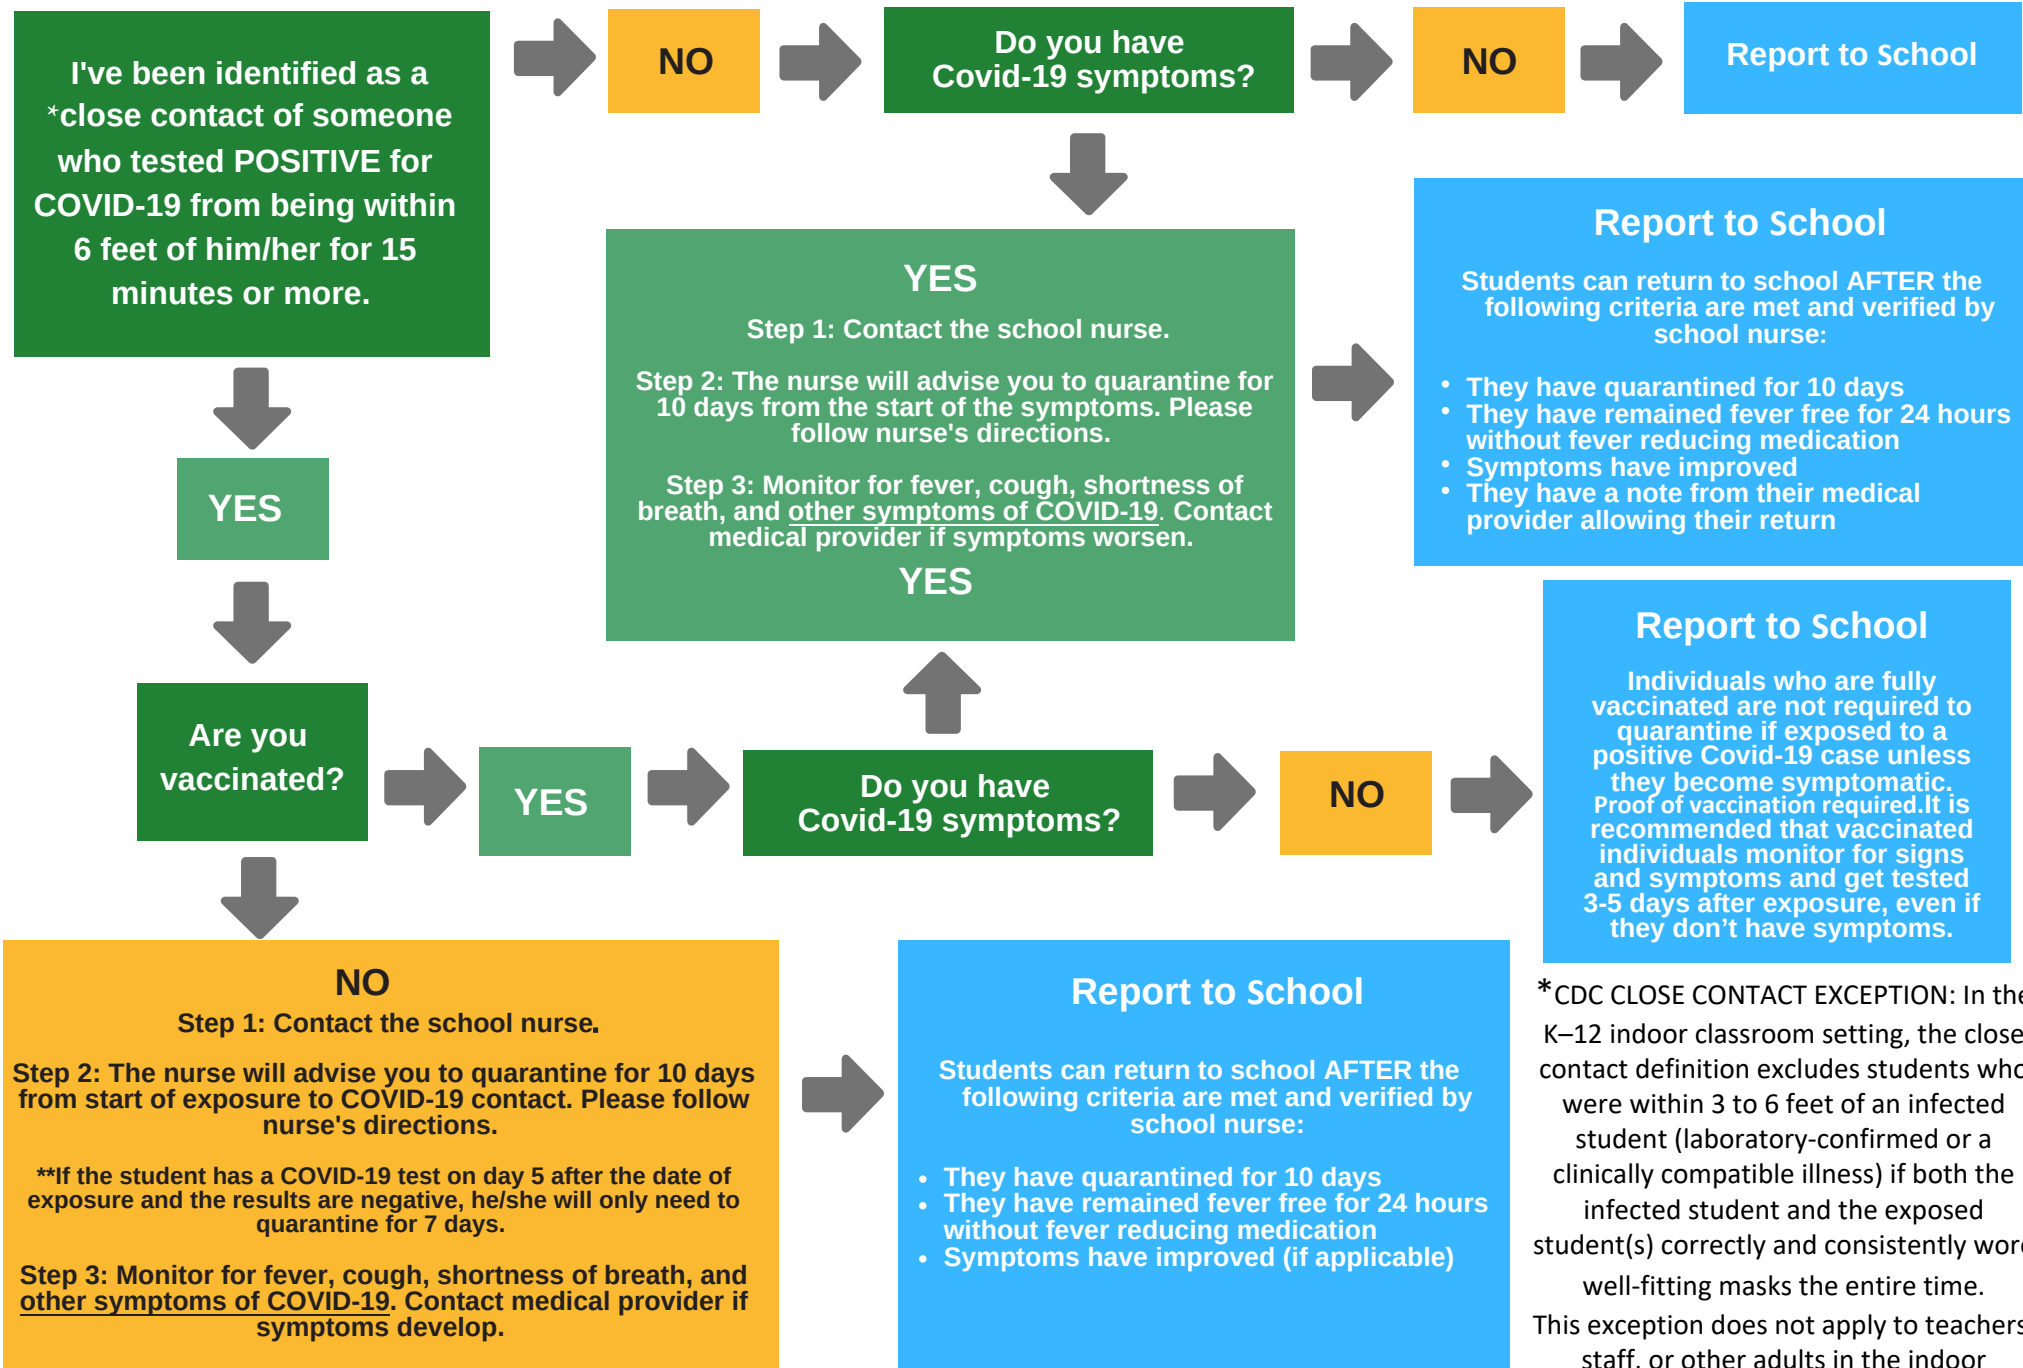 I've been identified as a
*close contact of someone
who tested POSITIVE for
COVID-19 from being within
6 feet of him/her for 15
minutes or more.
NO
Do you have
Covid-19 symptoms?
NO
Report to School
YES
Step 1: Contact the school nurse.
Step 2: The nurse will advise you to quarantine for
10 days from the start of the symptoms. Please
follow nurse's directions.
Step 3: Monitor for fever, cough, shortness of
breath, and other symptoms of COVID-19. Contact
medical provider if symptoms worsen.
YES
Report to School
Students can return to school AFTER the
following criteria are met and verified by
school nurse:
• They have quarantined for 10 days
• They have remained fever free for 24 hours
without fever reducing medication
• Symptoms have improved
• They have a note from their medical
provider allowing their return
YES
Are you
vaccinated?
YES
Do you have
Covid-19 symptoms?
NO
Report to School
Individuals who are fully
vaccinated are not required to
quarantine if exposed to a
positive Covid-19 case unless
they become symptomatic.
Proof of vaccination required.It is
recommended that vaccinated
individuals monitor for signs
and symptoms and get tested
3-5 days after exposure, even if
they don’t have symptoms.
NO
Step 1: Contact the school nurse.
Step 2: The nurse will advise you to quarantine for 10 days
from start of exposure to COVID-19 contact. Please follow
nurse's directions.
**If the student has a COVID-19 test on day 5 after the date of
exposure and the results are negative, he/she will only need to
quarantine for 7 days.
Step 3: Monitor for fever, cough, shortness of breath, and
other symptoms of COVID-19. Contact medical provider if
symptoms develop.
Report to School
Students can return to school AFTER the
following criteria are met and verified by
school nurse:
• They have quarantined for 10 days
• They have remained fever free for 24 hours
without fever reducing medication
• Symptoms have improved (if applicable)
*CDC CLOSE CONTACT EXCEPTION: In the
K–12 indoor classroom setting, the close
contact definition excludes students who
were within 3 to 6 feet of an infected
student (laboratory-confirmed or a
clinically compatible illness) if both the
infected student and the exposed
student(s) correctly and consistently wore
well-fitting masks the entire time.
This exception does not apply to teachers
staff, or other adults in the indoor